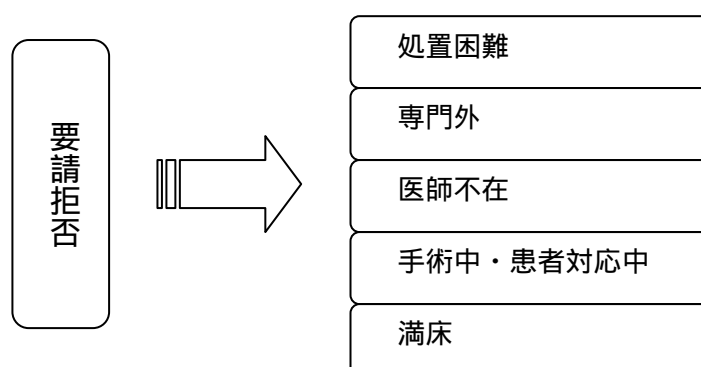 要請拒否
処置困難
専門外
医師不在
手術中・患者対応中
満床